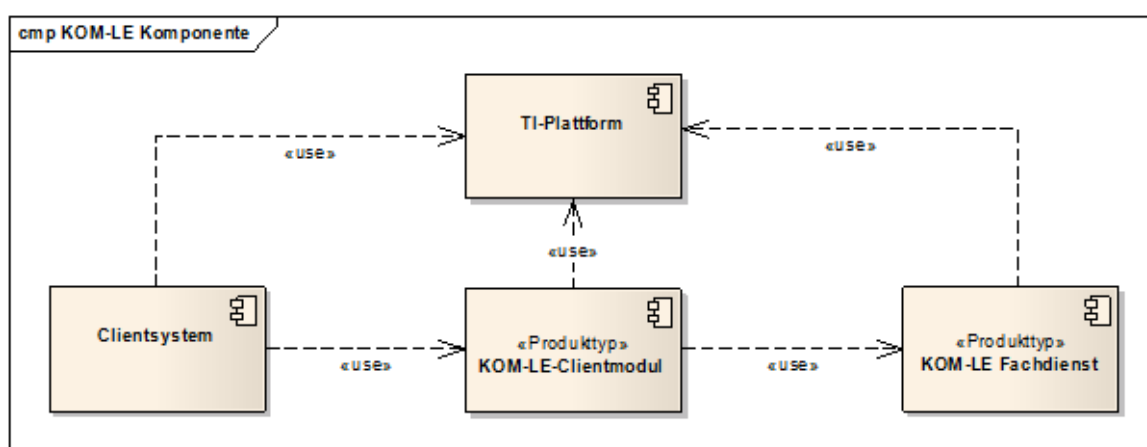 cmp KOM-LE Komponente
TI-Plattform
«use»
«use»
«use»
Clientsystem
«use»
«Produkttyp»
KOM-LE-Clientmodul
«use»
«Produkttyp»
KOM-LE Fachdienst